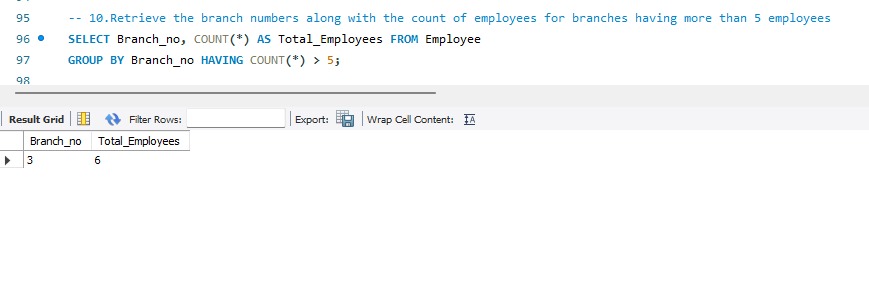 95 -- 10.Retrieve the branch numbers along with the count of employees for branches having more than 5 employees
96 SELECT Branch_no, COUNT(*) AS Total_Employees FROM Employee
97 GROUP BY Branch_no HAVING COUNT(*) > 5;
98
Result Grid Filter Rows: Export: Wrap Cell Content: IA
Branch_no Total_Employees
3 6